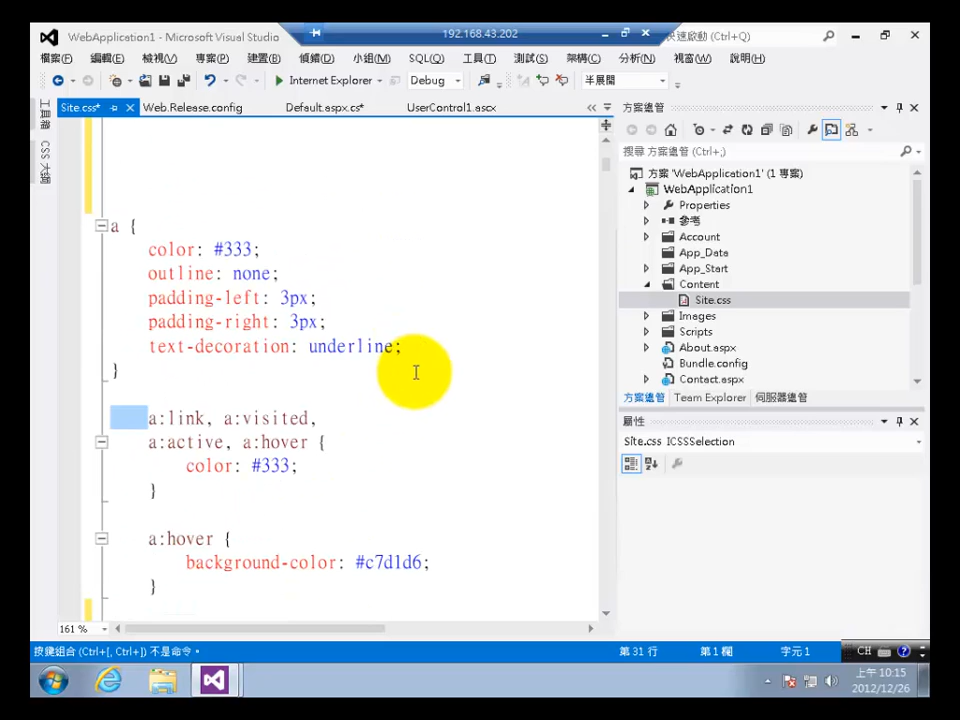 WebApplication1 - Microsoft Visual Studio
192.168.43.202
快速啟動 (Ctrl+Q)
檔案(F) 編輯(E) 檢視(V) 專案(P) 建置(B) 偵錯(D) 小組(M) SQL(Q) 工具(T) 測試(S) 架構(C) 分析(N) 視窗(W) 說明(H)
Internet Explorer Debug 半展開
Site.css* Web.Release.config Default.aspx.cs* UserControl1.ascx
工具箱
CSS 大綱
a {
color: #333;
outline: none;
padding-left: 3px;
padding-right: 3px;
text-decoration: underline;
}
a:link, a:visited,
a:active, a:hover {
color: #333;
}
a:hover {
background-color: #c7d1d6;
}
161 %
方案總管
搜尋 方案總管 (Ctrl+;)
方案 'WebApplication1' (1 專案)
WebApplication1
Properties
參考
Account
App_Data
App_Start
Content
Site.css
Images
Scripts
About.aspx
Bundle.config
Contact.aspx
方案總管 Team Explorer 伺服器總管
屬性
Site.css ICSSSelection
按鍵組合 (Ctrl+[, Ctrl+]) 不是命令。
第 31 行 第 1 欄 字元 1
CH
上午 10:15
2012/12/26